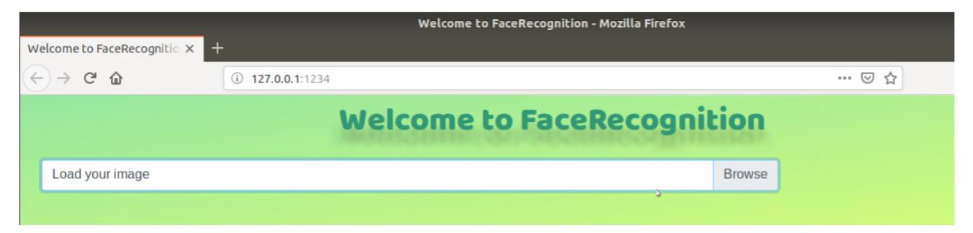 Welcome to FaceRecognition - Mozilla Firefox
Welcome to FaceRecognitio
127.0.0.1:1234
Welcome to FaceRecognition
Load your image Browse